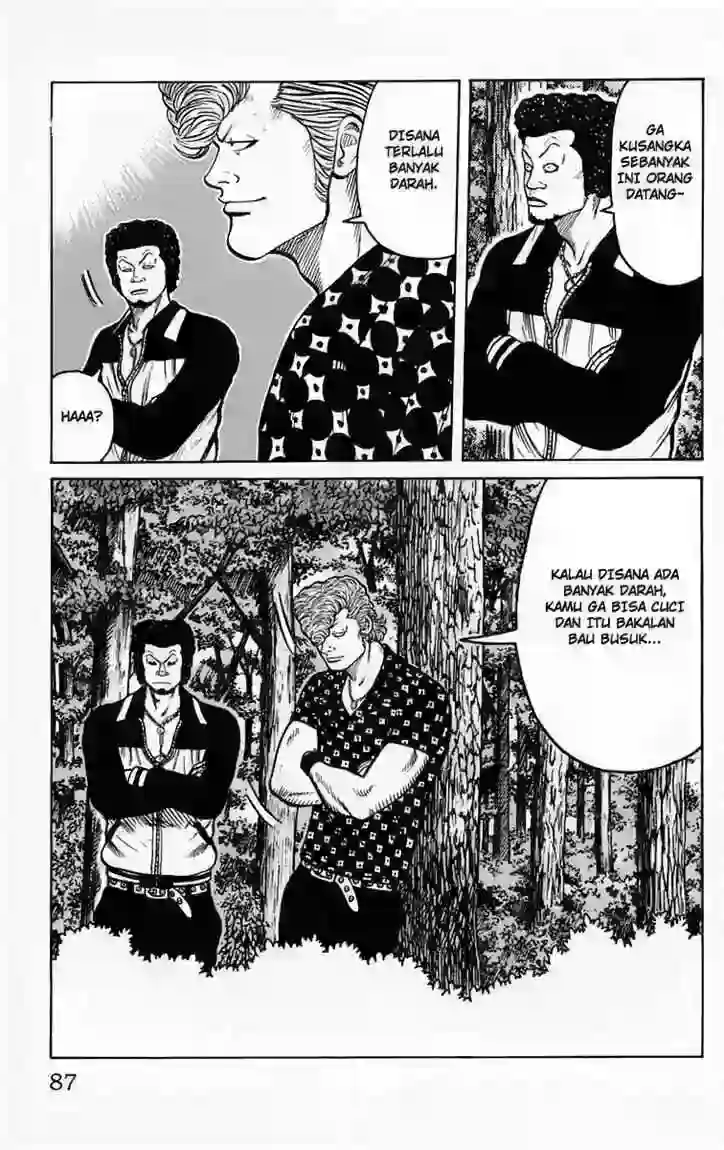 GA
KUSANGKA
SEBANYAK
INI ORANG
DATANG~
DISANA
TERLALU
BANYAK
DARAH.
HAAA?
KALAU DISANA ADA
BANYAK DARAH,
KAMU GA BISA CUCI
DAN ITU BAKALAN
BAU BUSUK...
87